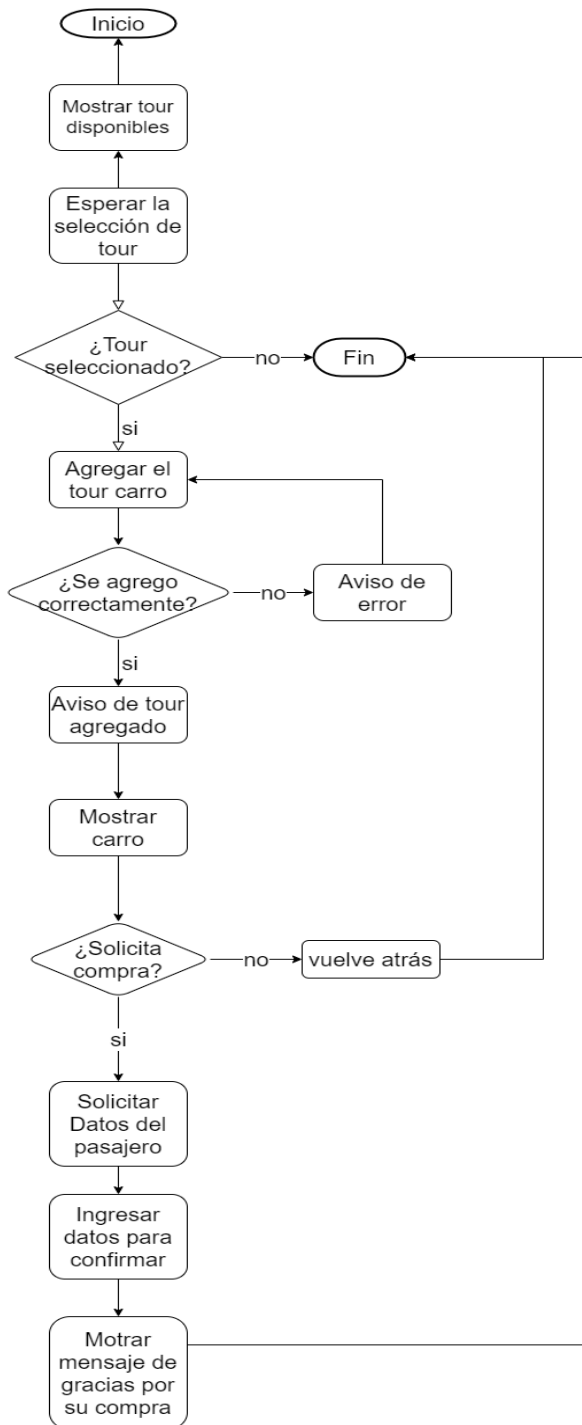 Inicio
Mostrar tour
disponibles
Esperar la
selección de
tour
¿Tour
seleccionado?
no
Fin
si
Agregar el
tour carro
¿Se agrego
correctamente?
no
Aviso de
error
si
Aviso de tour
agregado
Mostrar
carro
¿Solicita
compra?
no
vuelve atrás
si
Solicitar
Datos del
pasajero
Ingresar
datos para
confirmar
Motrar
mensaje de
gracias por
su compra